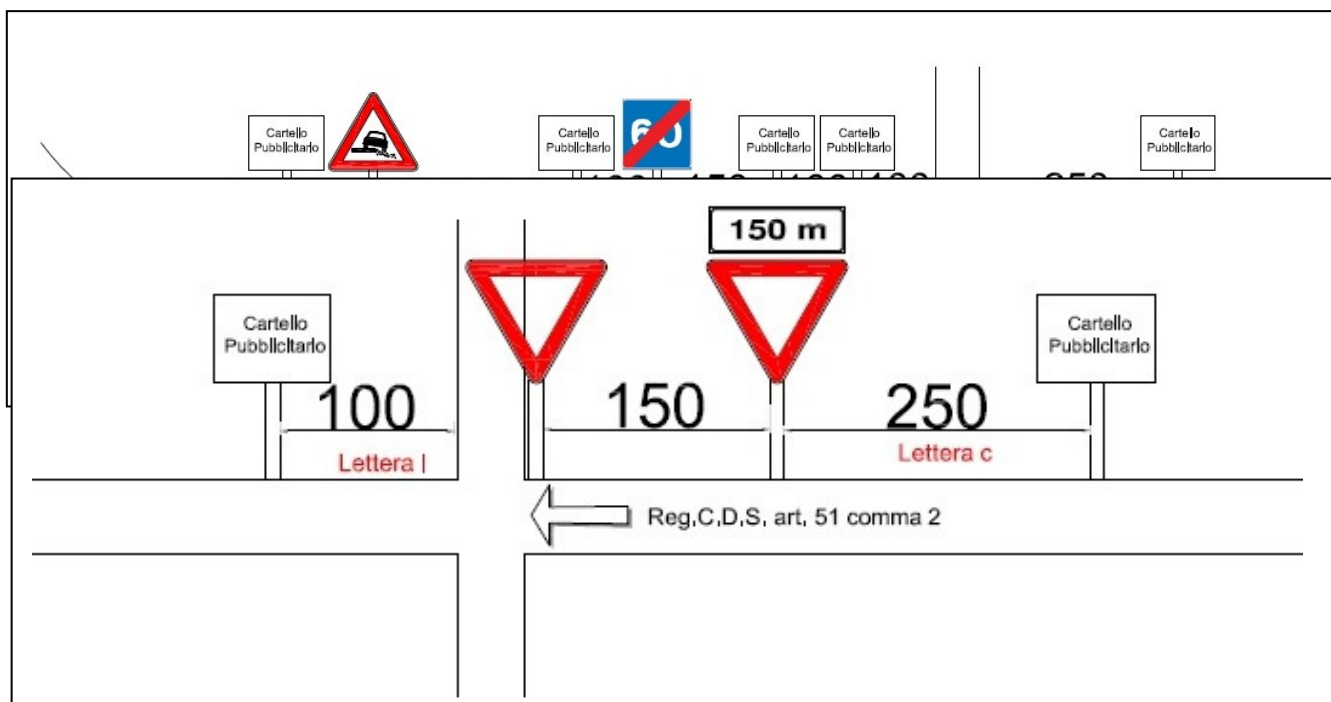 Cartello
Pubblicitario
Cartello
Pubblicitario
60
Cartello
Pubblicitario
Cartello
Pubblicitario
Cartello
Pubblicitario
150 m
Cartello
Pubblicitario
Cartello
Pubblicitario
100
150
250
Lettera l
Lettera c
Reg,C,D,S, art, 51 comma 2